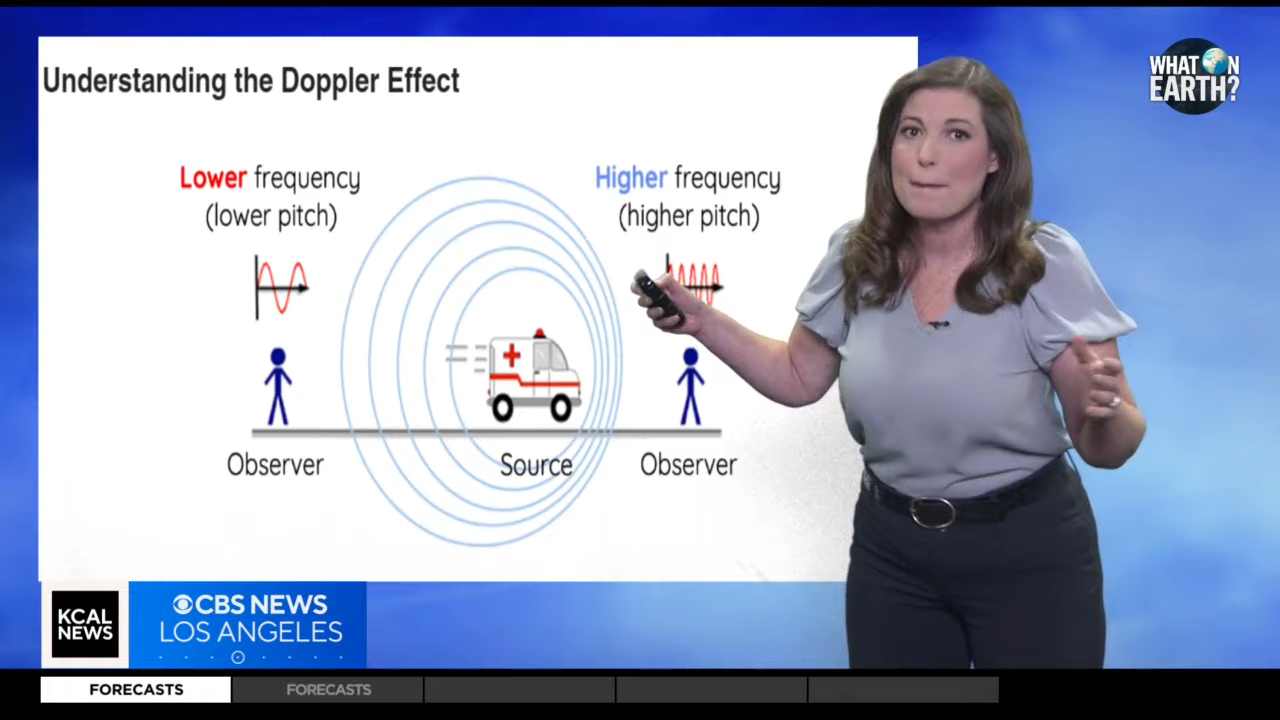 Understanding the Doppler Effect
WHAT ON
EARTH?
Lower frequency
(lower pitch)
Higher frequency
(higher pitch)
Observer
Source
Observer
KCAL
NEWS
CBS NEWS
LOS ANGELES
FORECASTS
FORECASTS